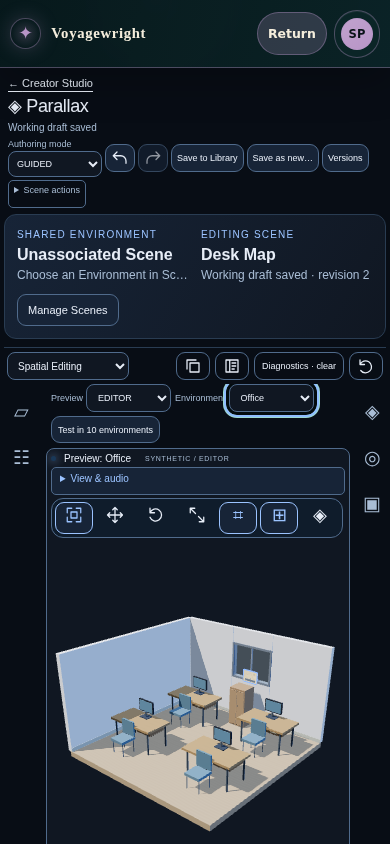 Voyagewright
Return
SP
← Creator Studio
◈ Parallax
Working draft saved
Authoring mode
GUIDED
Save to Library
Save as new…
Versions
▶ Scene actions
SHARED ENVIRONMENT
Unassociated Scene
Choose an Environment in Sc…
EDITING SCENE
Desk Map
Working draft saved · revision 2
Manage Scenes
Spatial Editing
Diagnostics · clear
Preview
EDITOR
Environmen
Office
Test in 10 environments
Preview: Office
SYNTHETIC / EDITOR
▶ View & audio